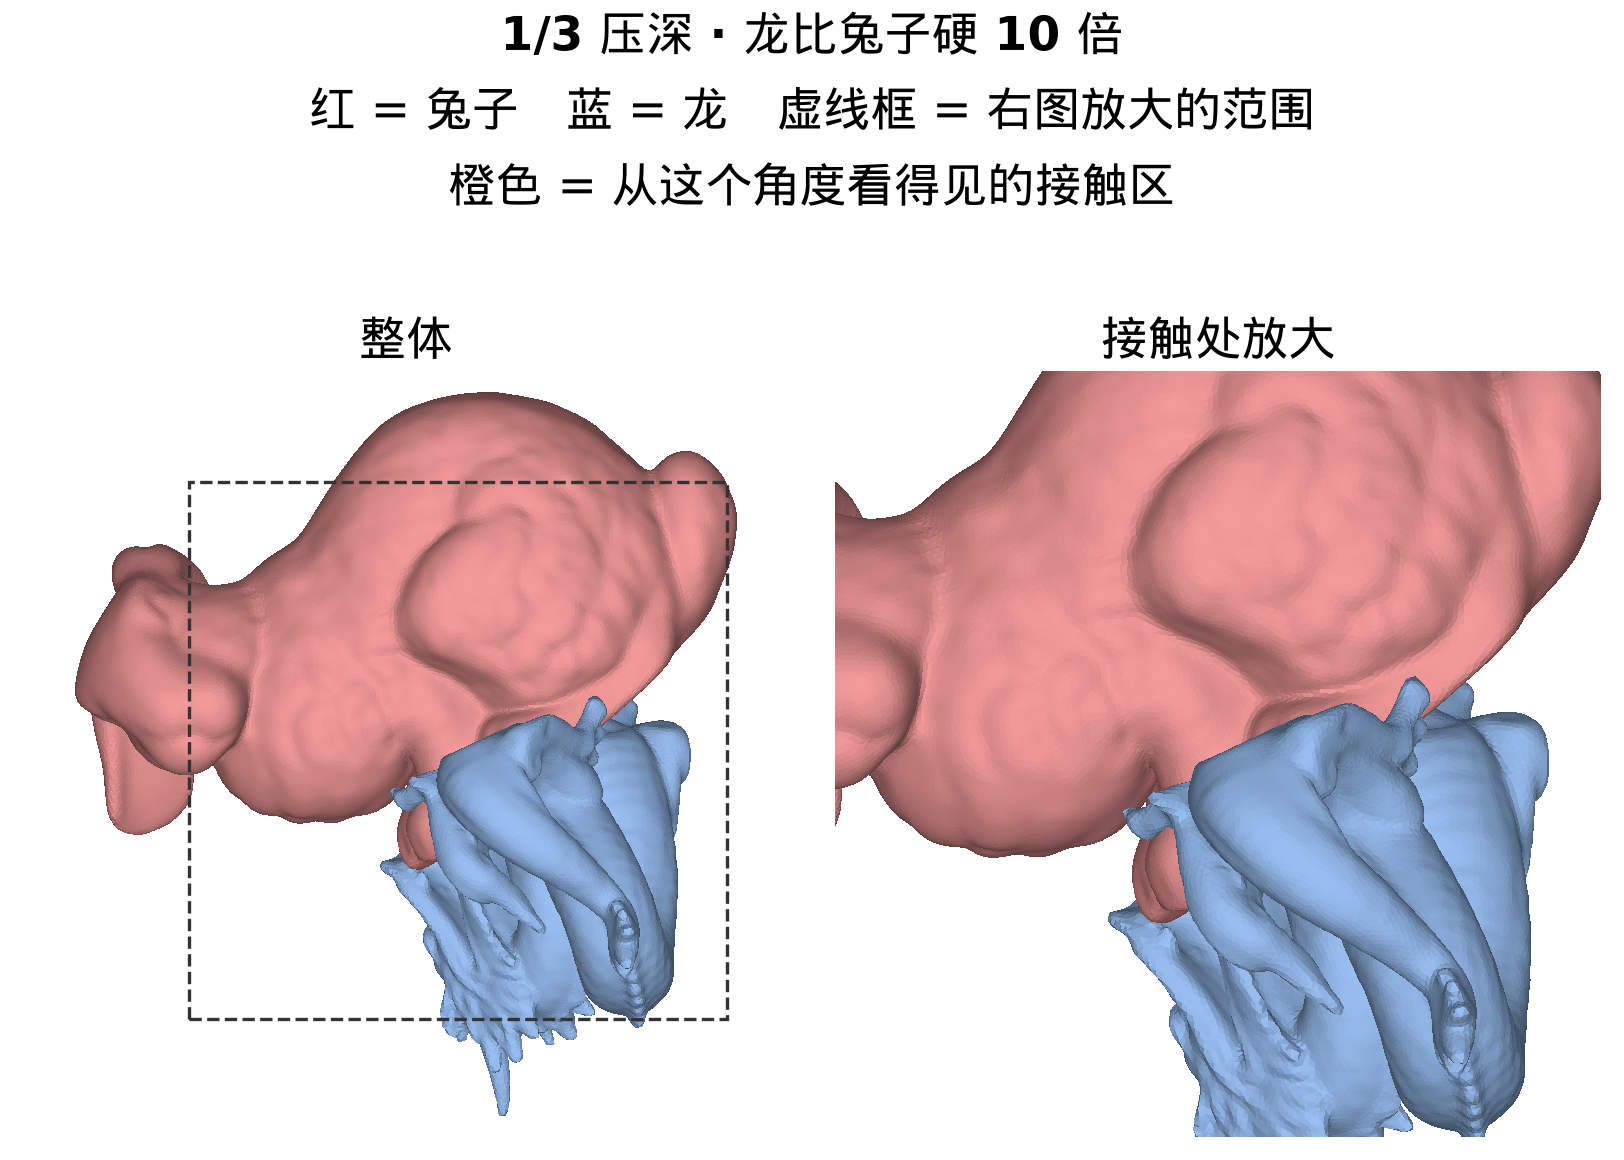 1/3 压深 · 龙比兔子硬 10 倍
红 = 兔子 蓝 = 龙 虚线框 = 右图放大的范围
橙色 = 从这个角度看得见的接触区
整体
接触处放大